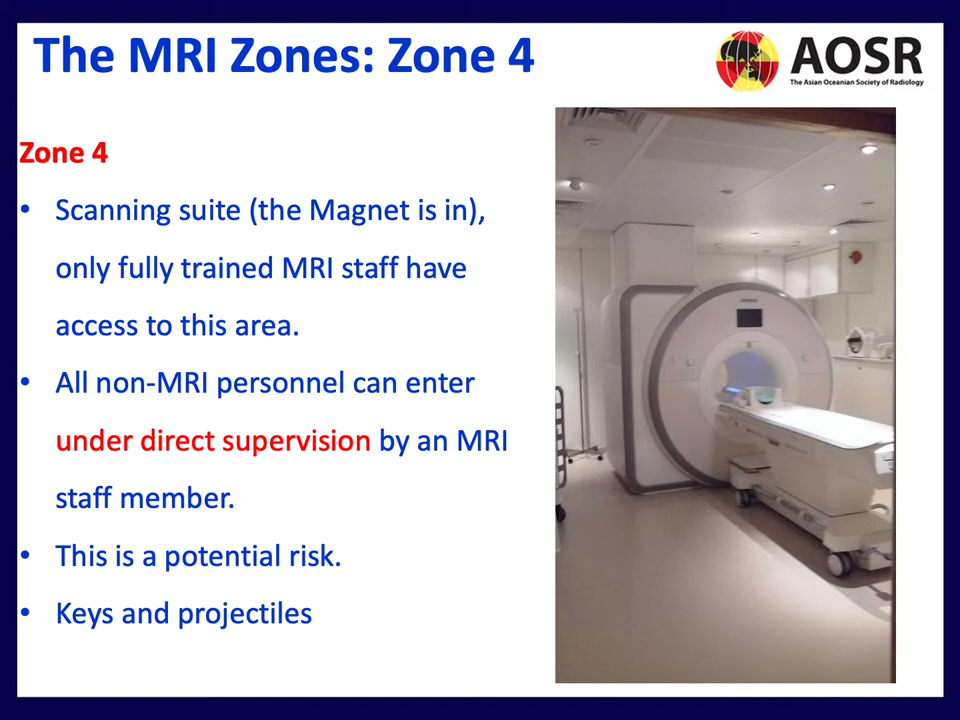 The MRI Zones: Zone 4
AOSR
The Asian Oceanian Society of Radiology
Zone 4
• Scanning suite (the Magnet is in),
only fully trained MRI staff have
access to this area.
• All non-MRI personnel can enter
under direct supervision by an MRI
staff member.
• This is a potential risk.
• Keys and projectiles